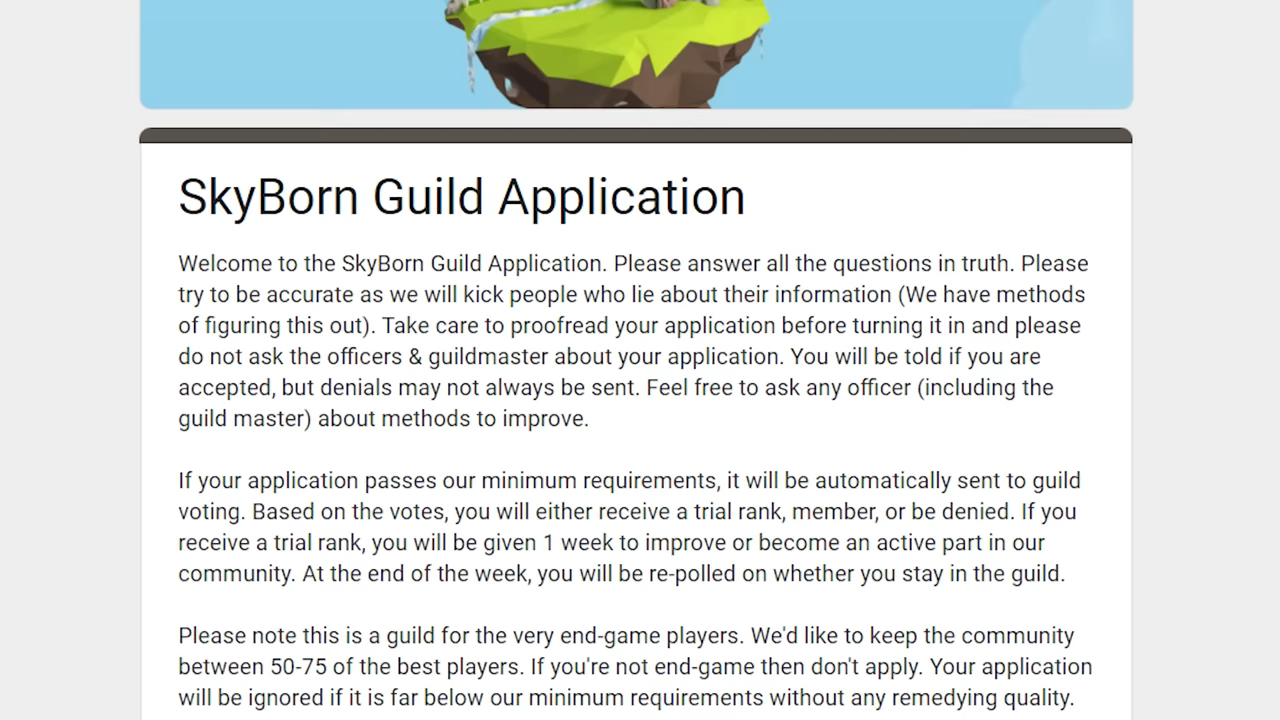 SkyBorn Guild Application
Welcome to the SkyBorn Guild Application. Please answer all the questions in truth. Please
try to be accurate as we will kick people who lie about their information (We have methods
of figuring this out). Take care to proofread your application before turning it in and please
do not ask the officers & guildmaster about your application. You will be told if you are
accepted, but denials may not always be sent. Feel free to ask any officer (including the
guild master) about methods to improve.
If your application passes our minimum requirements, it will be automatically sent to guild
voting. Based on the votes, you will either receive a trial rank, member, or be denied. If you
receive a trial rank, you will be given 1 week to improve or become an active part in our
community. At the end of the week, you will be re-polled on whether you stay in the guild.
Please note this is a guild for the very end-game players. We'd like to keep the community
between 50-75 of the best players. If you're not end-game then don't apply. Your application
will be ignored if it is far below our minimum requirements without any remedying quality.